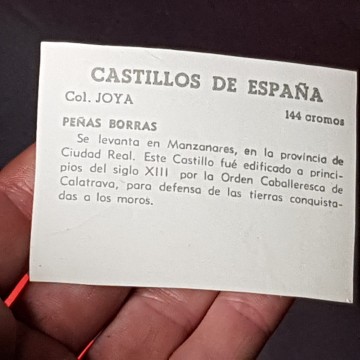 CASTILLOS DE ESPAÑA
Col. JOYA
144 cromos
PEÑAS BORRAS
Se levanta en Manzanares, en la provincia de
Ciudad Real. Este Castillo fué edificado a princi-
pios del siglo XIII por la Orden Caballeresca de
Calatrava, para defensa de las tierras conquista-
das a los moros.